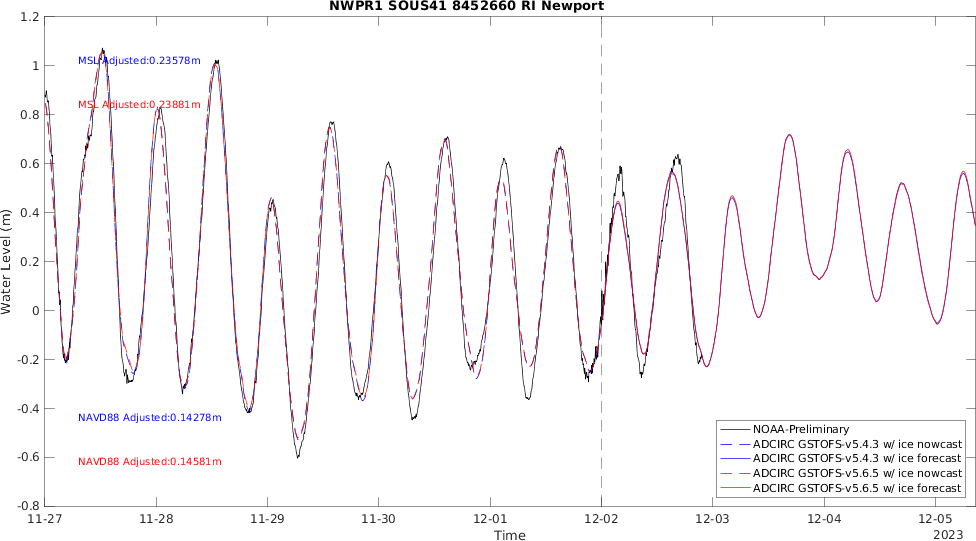 NWPR1 SOUS41 8452660 RI Newport
1.2
1
0.8
0.6
0.4
0.2
0
-0.2
-0.4
-0.6
-0.8
Water Level (m)
MSL Adjusted:0.23578m
MSL Adjusted:0.23881m
NAVD88 Adjusted:0.14278m
NAVD88 Adjusted:0.14581m
NOAA-Preliminary
ADCIRC GSTOFS-v5.4.3 w/ ice nowcast
ADCIRC GSTOFS-v5.4.3 w/ ice forecast
ADCIRC GSTOFS-v5.6.5 w/ ice nowcast
ADCIRC GSTOFS-v5.6.5 w/ ice forecast
11-27 11-28 11-29 11-30 12-01 12-02 12-03 12-04 12-05
Time
2023